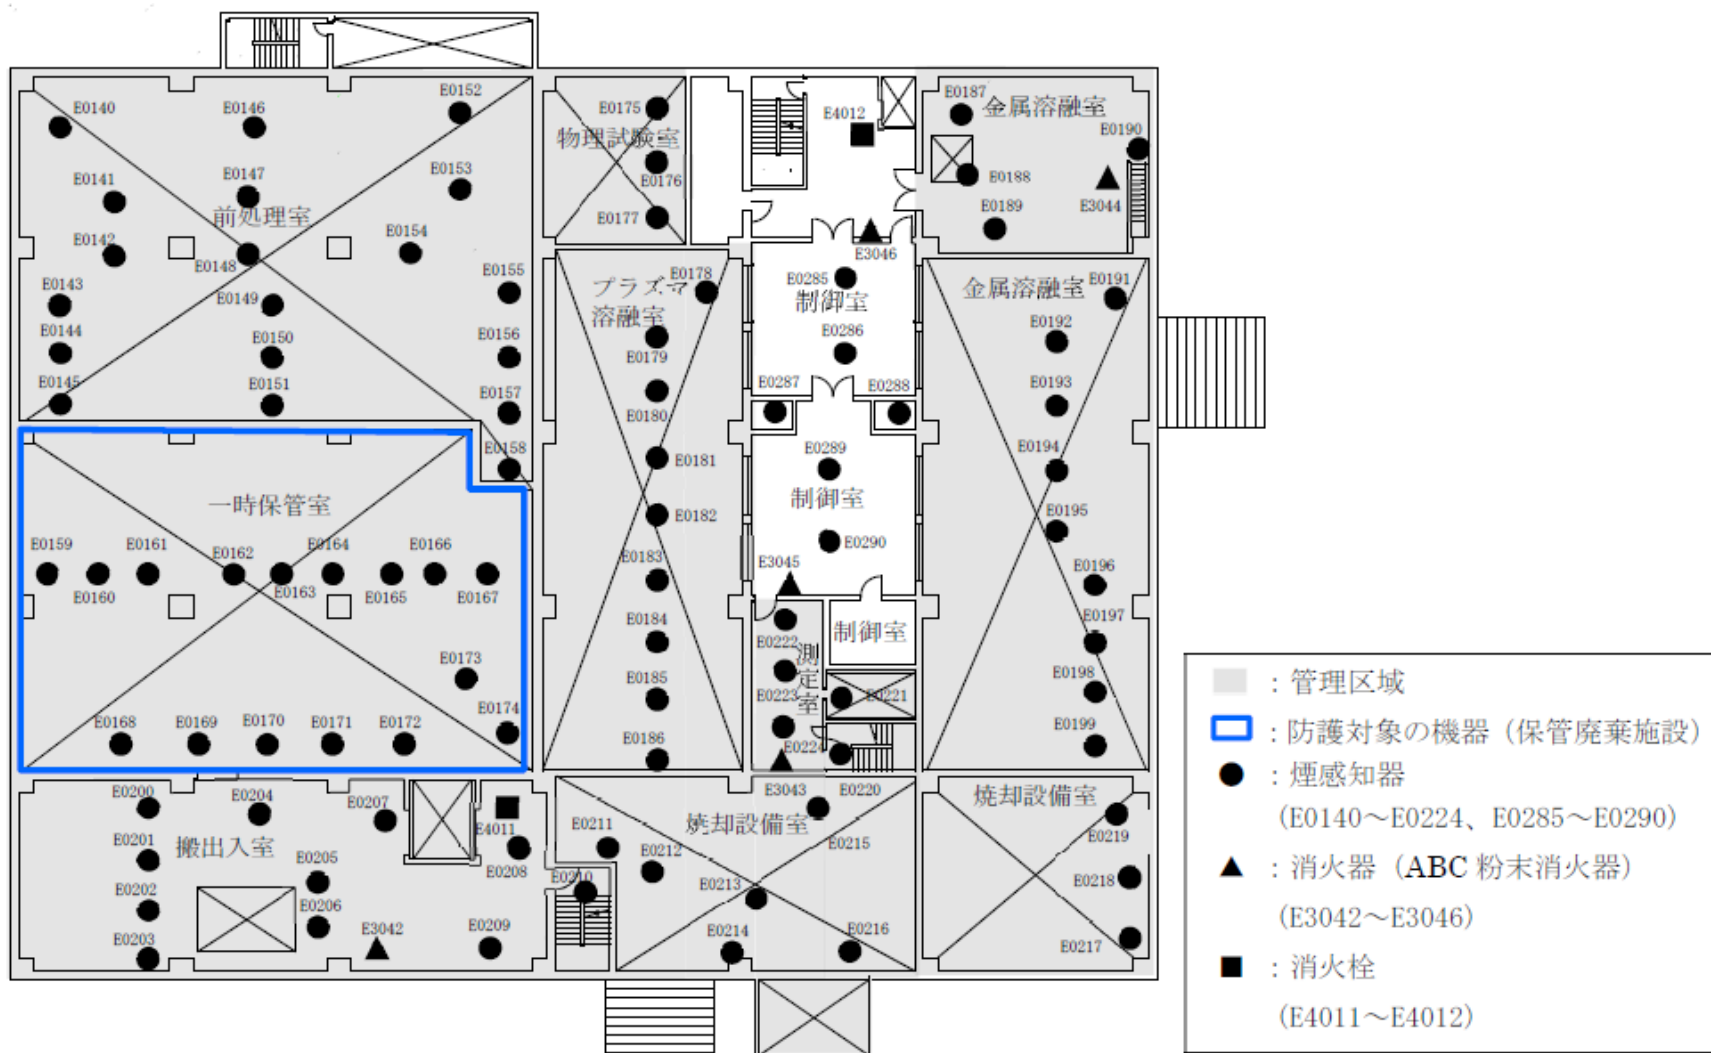 E0140
E0146
E0152
E0141
E0147
E0153
前処理室
E0142
E0148
E0154
E0143
E0149
E0155
E0144
E0150
E0156
E0145
E0151
E0157
E0158
一時保管室
E0159
E0161
E0162
E0164
E0166
E0160
E0163
E0165
E0167
E0173
E0174
E0168
E0169
E0170
E0171
E0172
E0175
物理試験室
E0176
E0177
E0178
プラズマ
溶融室
E0179
E0180
E0181
E0182
E0183
E0184
E0185
E0186
E4012
E3046
E0285
制御室
E0286
E0287
E0288
E0289
制御室
E0290
E3045
制御室
E0222
測定室
E0223
E0221
E0224
E0187
金属溶融室
E0190
E0188
E3044
E0189
金属溶融室
E0191
E0192
E0193
E0194
E0195
E0196
E0197
E0198
E0199
E0200
E0204
E0207
E4011
E0201
搬出入室
E0205
E0208
E0202
E0206
E0203
E3042
E0209
E0210
E0211
E0212
E3043
E0220
焼却設備室
E0215
E0213
E0214
E0216
焼却設備室
E0219
E0218
E0217
：管理区域
：防護対象の機器（保管廃棄施設）
：煙感知器
（E0140～E0224、E0285～E0290）
：消火器（ABC 粉末消火器）
（E3042～E3046）
：消火栓
（E4011～E4012）